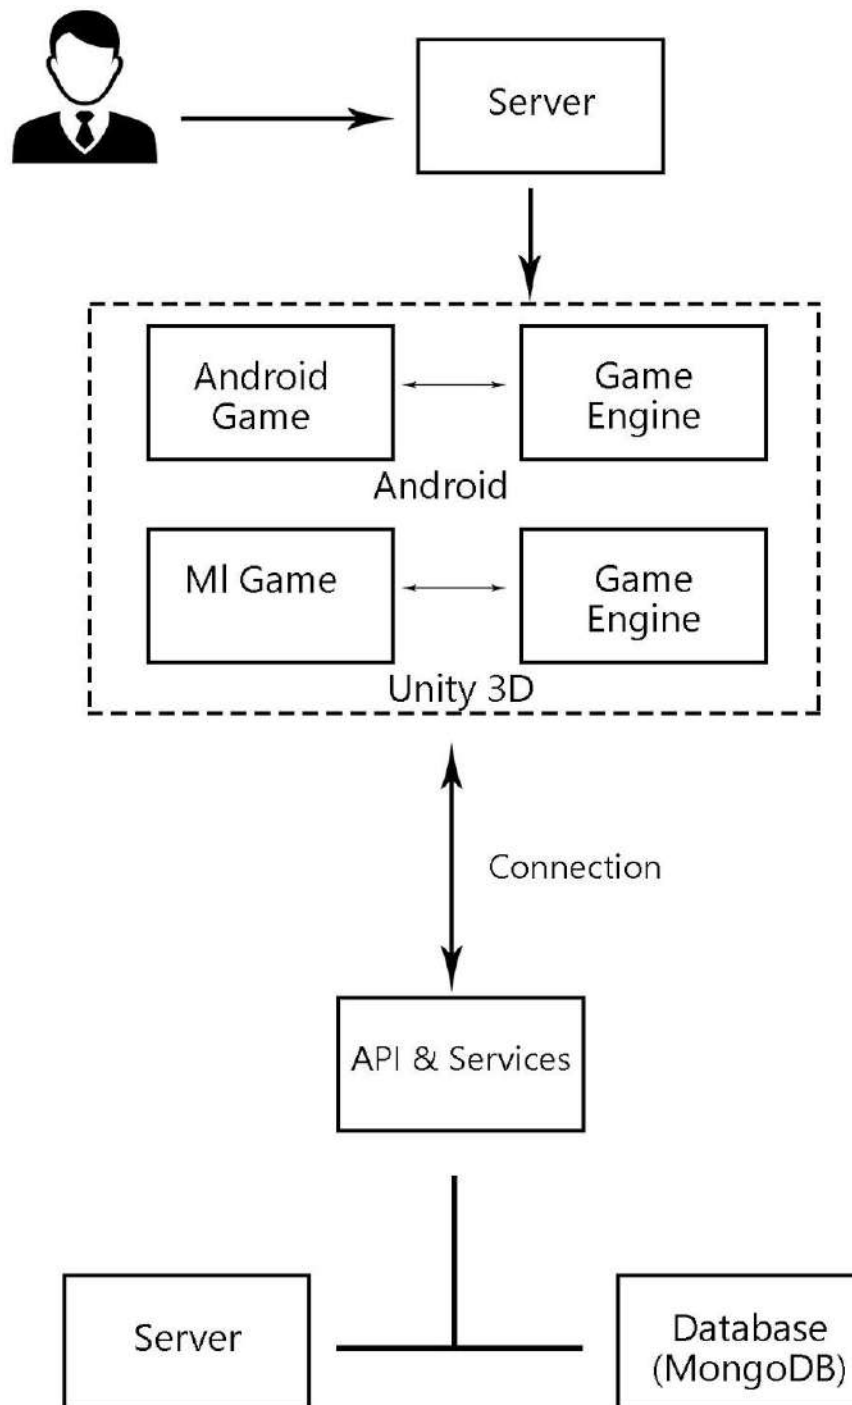 Server
Android
Game
Game
Engine
Android
Ml Game
Game
Engine
Unity 3D
Connection
API & Services
Server
Database
(MongoDB)